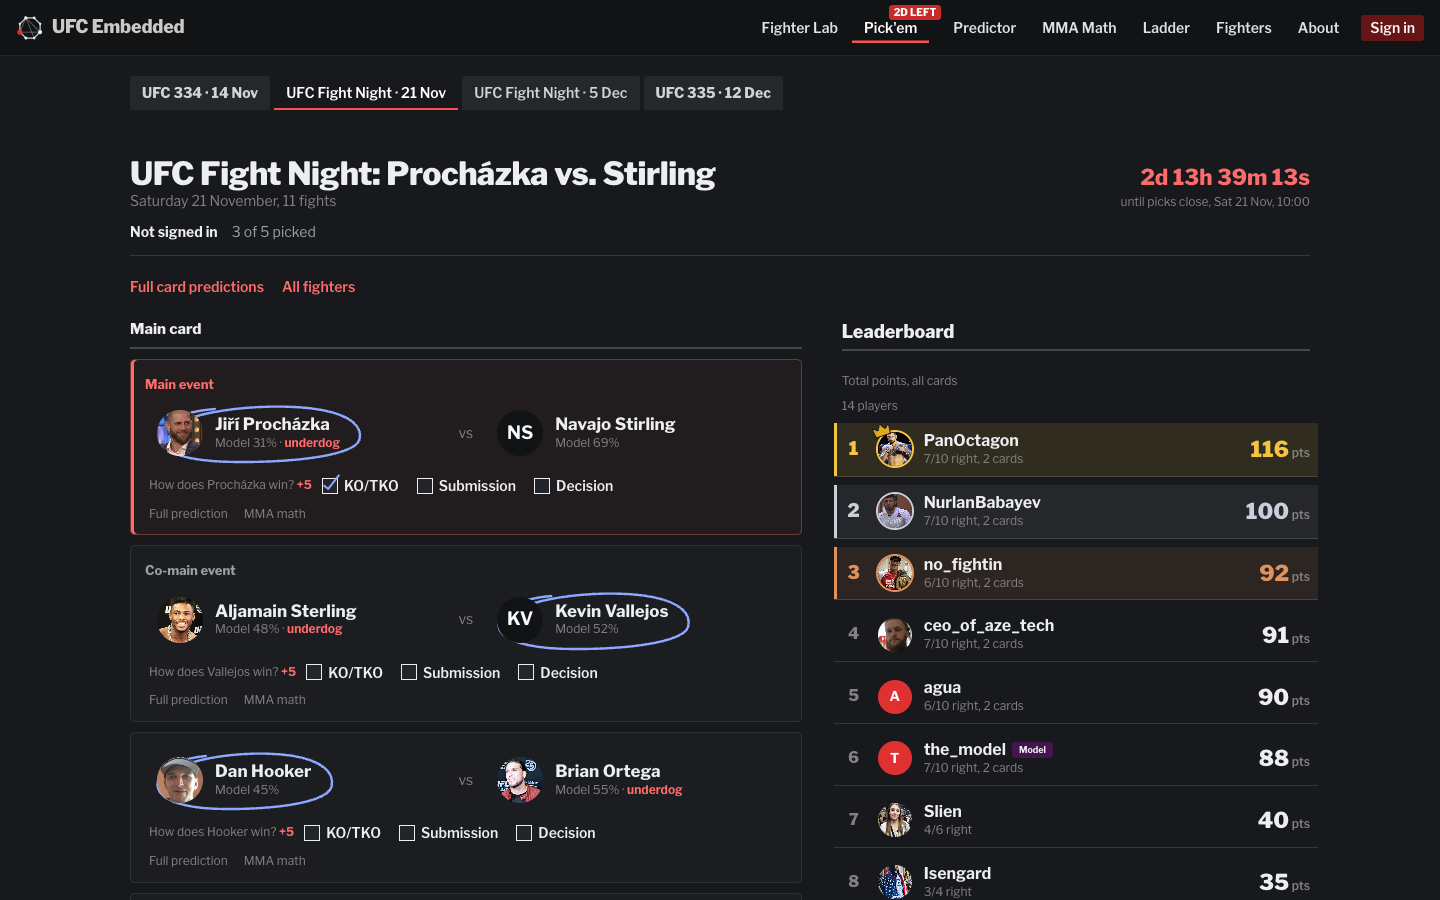 UFC Embedded
2D LEFT
Fighter Lab Pick'em Predictor MMA Math Ladder Fighters About Sign in
UFC 334 · 14 Nov UFC Fight Night · 21 Nov UFC Fight Night · 5 Dec UFC 335 · 12 Dec
UFC Fight Night: Procházka vs. Stirling
Saturday 21 November, 11 fights
2d 13h 39m 13s
until picks close, Sat 21 Nov, 10:00
Not signed in 3 of 5 picked
Full card predictions All fighters
Main card
Main event
Jiří Procházka
Model 31% · underdog
vs
NS
Navajo Stirling
Model 69%
How does Procházka win? +5 KO/TKO Submission Decision
Full prediction MMA math
Co-main event
Aljamain Sterling
Model 48% · underdog
vs
KV
Kevin Vallejos
Model 52%
How does Vallejos win? +5 KO/TKO Submission Decision
Full prediction MMA math
Dan Hooker
Model 45%
vs
Brian Ortega
Model 55% · underdog
How does Hooker win? +5 KO/TKO Submission Decision
Full prediction MMA math
Leaderboard
Total points, all cards
14 players
1 PanOctagon 116 pts
7/10 right, 2 cards
2 NurlanBabayev 100 pts
7/10 right, 2 cards
3 no_fightin 92 pts
6/10 right, 2 cards
4 ceo_of_aze_tech 91 pts
7/10 right, 2 cards
5 A agua 90 pts
6/10 right, 2 cards
6 T the_model Model 88 pts
7/10 right, 2 cards
7 Slien 40 pts
4/6 right
8 Isengard 35 pts
3/4 right